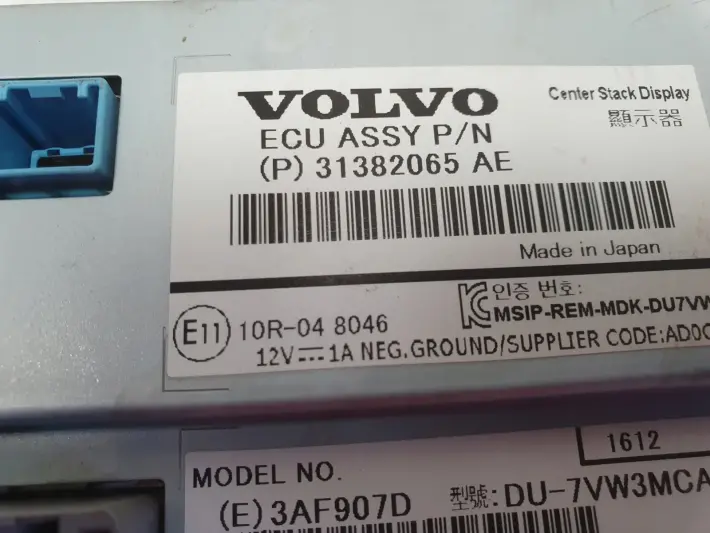 VOLVO
Center Stack Display
顯示器
ECU ASSY P/N
(P) 31382065 AE
Made in Japan
인증 번호:
MSIP-REM-MDK-DU7VW
E11 10R-04 8046
12V⎓1A NEG.GROUND/SUPPLIER CODE:AD0C
1612
MODEL NO.
(E) 3AF907D 型號: DU-7VW3MCA